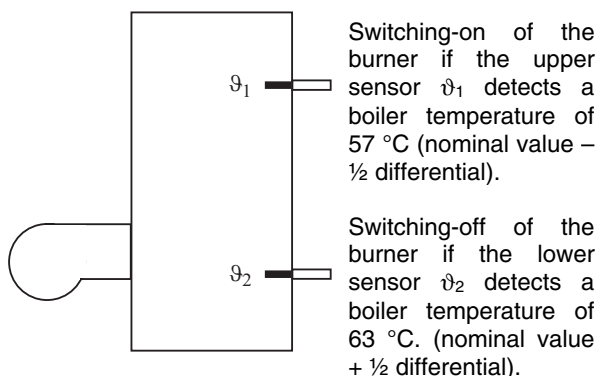 Switching-on of the
burner if the upper
sensor ϑ1 detects a
boiler temperature of
57 °C (nominal value –
½ differential).
ϑ1
Switching-off of the
burner if the lower
sensor ϑ2 detects a
boiler temperature of
63 °C. (nominal value
+ ½ differential).
ϑ2